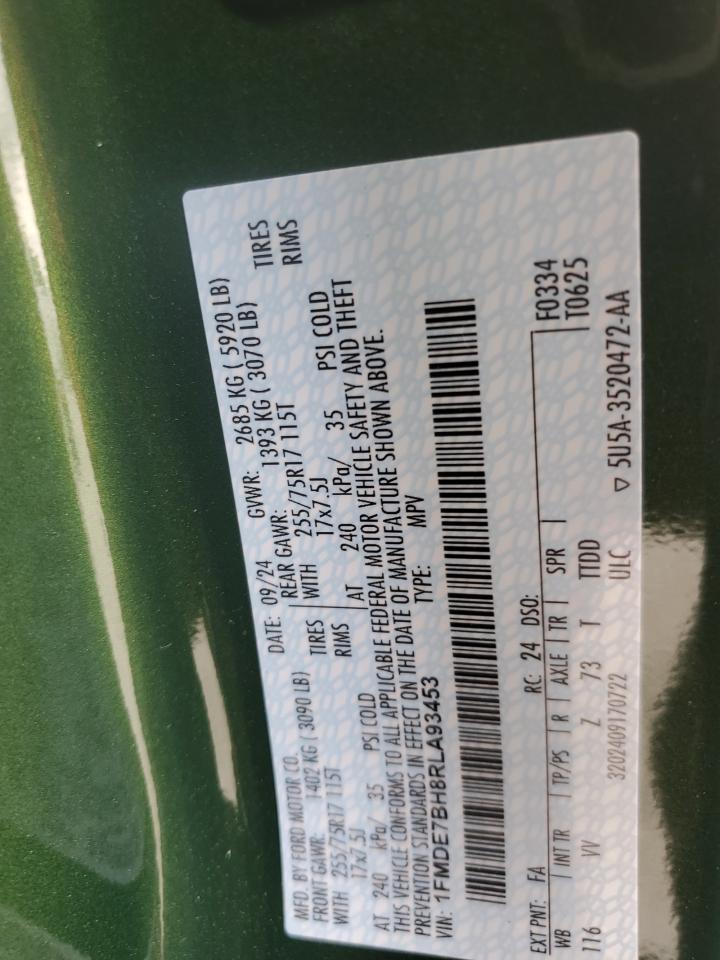 MFD. BY FORD MOTOR CO. DATE: 09/24 GVWR: 2685 KG ( 5920 LB)
FRONT GAWR: 1402 KG ( 3090 LB) REAR GAWR: 1393 KG ( 3070 LB)
WITH 255/75R17 115T TIRES WITH 255/75R17 115T TIRES
17x7.5J RIMS 17x7.5J RIMS
AT 240 kPa/ 35 PSI COLD AT 240 kPa/ 35 PSI COLD
THIS VEHICLE CONFORMS TO ALL APPLICABLE FEDERAL MOTOR VEHICLE SAFETY AND THEFT
PREVENTION STANDARDS IN EFFECT ON THE DATE OF MANUFACTURE SHOWN ABOVE.
VIN: 1FMDE7BH8RLA93453 TYPE: MPV
EXT PNT: FA RC: 24 DSO: F0334
WB INT TR TP/PS R AXLE TR SPR T0625
116 W Z 73 T TTDD
3202409170722 ULC ▽ 5U5A-3520472-AA